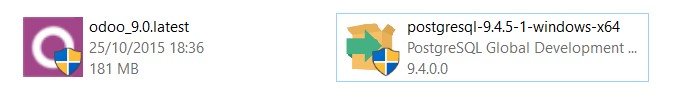 odoo_9.0.latest
25/10/2015 18:36
181 MB
postgresql-9.4.5-1-windows-x64
PostgreSQL Global Development ...
9.4.0.0